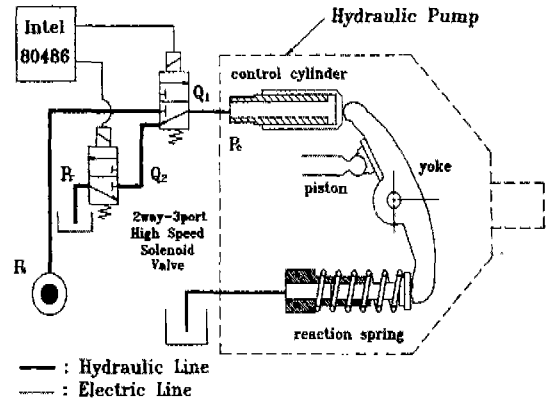 Hydraulic Pump
Intel
80486
control cylinder
Q₁
Pc
yoke
piston
Pr
Q₂
2way-3port
High Speed
Solenoid
Valve
reaction spring
: Hydraulic Line
: Electric Line